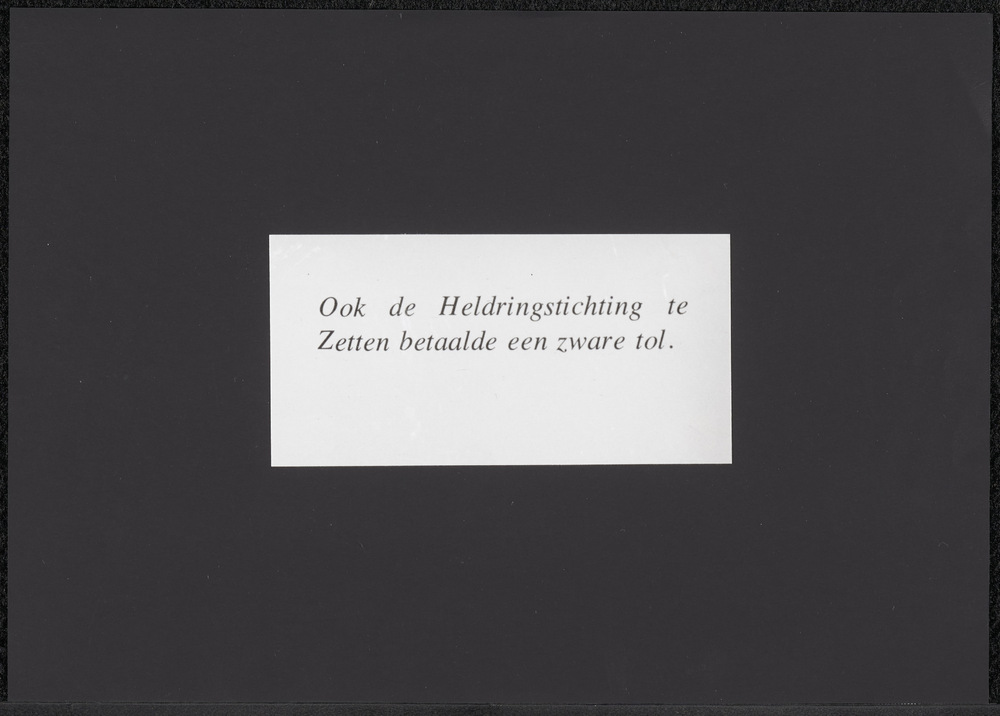 Ook de Heldringstichting te
Zetten betaalde een zware tol.